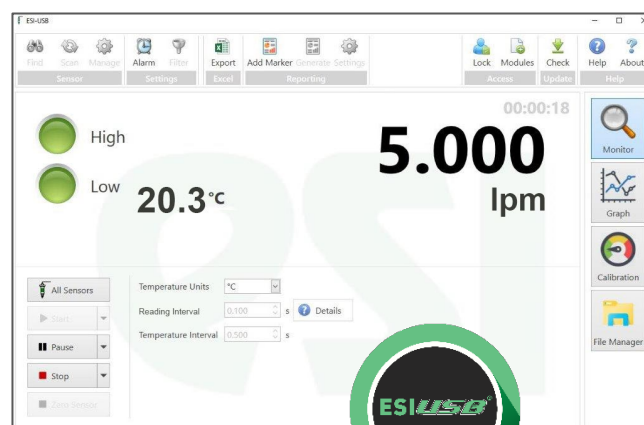 ESI-USB
Find Scan Manage Alarm Filter Export Add Marker Generate Settings Lock Modules Check Help About
Sensor Settings Excel Reporting Access Update Help
00:00:18
High
5.000
Low
20.3 °C
lpm
Monitor
Graph
Calibration
File Manager
All Sensors
Start
Pause
Stop
Zero Sensor
Temperature Units °C
Reading Interval 0.100 s Details
Temperature Interval 0.500 s
esi
ESI USB®